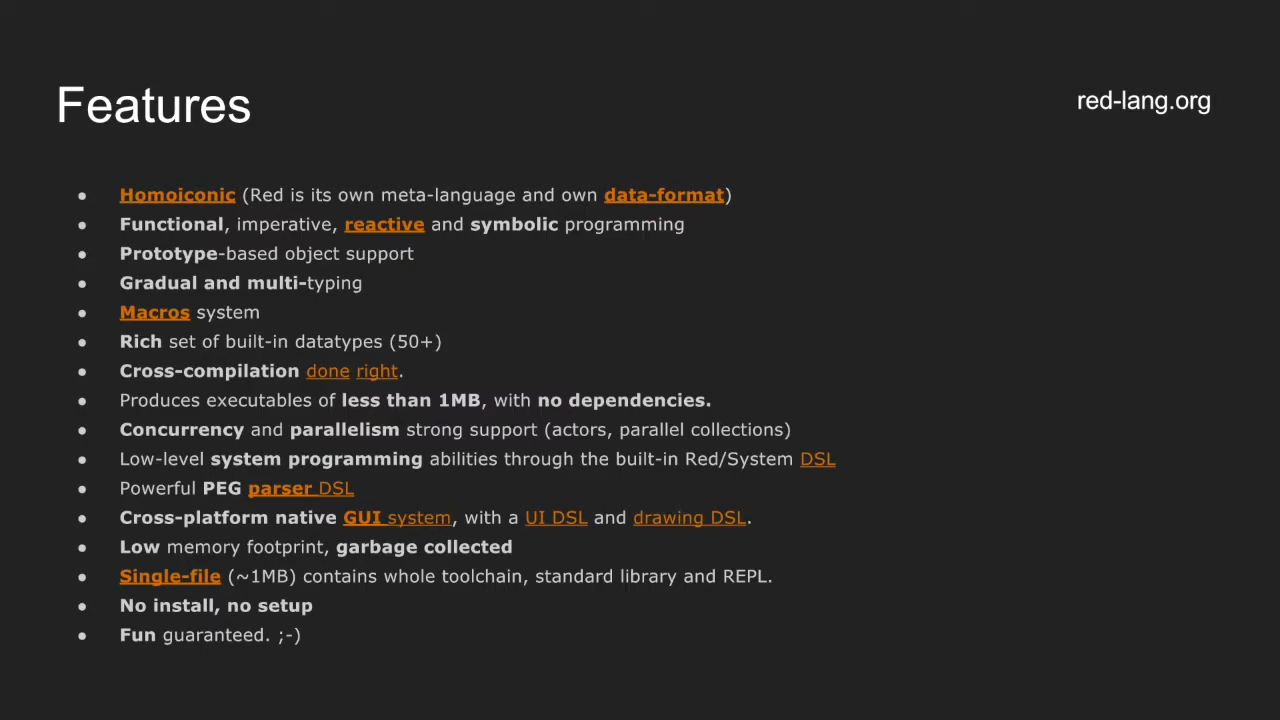 Features
red-lang.org
● Homoiconic (Red is its own meta-language and own data-format)
● Functional, imperative, reactive and symbolic programming
● Prototype-based object support
● Gradual and multi-typing
● Macros system
● Rich set of built-in datatypes (50+)
● Cross-compilation done right.
● Produces executables of less than 1MB, with no dependencies.
● Concurrency and parallelism strong support (actors, parallel collections)
● Low-level system programming abilities through the built-in Red/System DSL
● Powerful PEG parser DSL
● Cross-platform native GUI system, with a UI DSL and drawing DSL.
● Low memory footprint, garbage collected
● Single-file (~1MB) contains whole toolchain, standard library and REPL.
● No install, no setup
● Fun guaranteed. ;-)